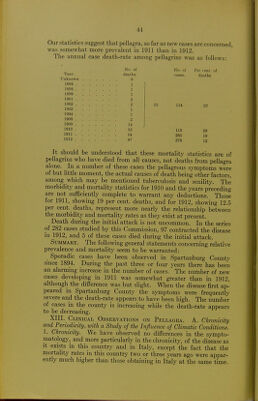 41
Our statistics suggest that pellagra, so far as new cases are concerned,
was somewhat more prevalent in 1911 than in 1912.
The annual case death-rate among pellagrins was as follows:
No. of No. of Per cent. of
Year deaths cases. deaths
Unknown
1912
It should be understood that these mortality statistics are of
pellagrins who have died from all causes, not deaths from pellagra
alone. In a number of these cases the pellagrous symptoms were
of but little moment, the actual causes of death being other factors,
among which may be mentioned tuberculosis and senility. The
morbidity and mortality statistics for 1910 and the years preceding
are not sufficiently complete to warrant any deductions. Those
for 1911, showing 19 per cent. deaths, and for 1912, showing 12.5
per cent. deaths, represent more nearly the relationship between
the morbidity and mortality rates as they exist at present.
Death during the initial attack is not uncommon. In the series
of 282 cases studied by this Commission, 97 contracted the disease
in 1912, and 5 of these cases died during the initial attack.
SUMMARY. The following general statements concerning relative
prevalence and mortality seem to be warranted:
Sporadic cases have been observed in Spartanburg County
since 1894. During the past three or four years there has been
an alarming increase in the number of cases. The number of new
cases developing in 1911 was somewhat greater than in 1912,
although the difference was but slight. When the disease first ap-
peared in Spartanburg County the symptoms were frequently
severe and the death-rate appears to have been high. The number
of cases in the county is increasing while the death-rate appears
to be decreasing.
XIII. CLINICAL OBSERVATIONS ON PELLAGRA. A. Chronicity
and Periodicity, with a Study of the Influence of Climatic Conditions.
1. Chronicity. We have observed no differences in the sympto-
matology, and more particularly in the chronicity, of the disease as
it exists in this country and in Italy, except the fact that the
mortality rates in this country two or three years ago were appar-
ently much higher than those obtaining in Italy at the same time.